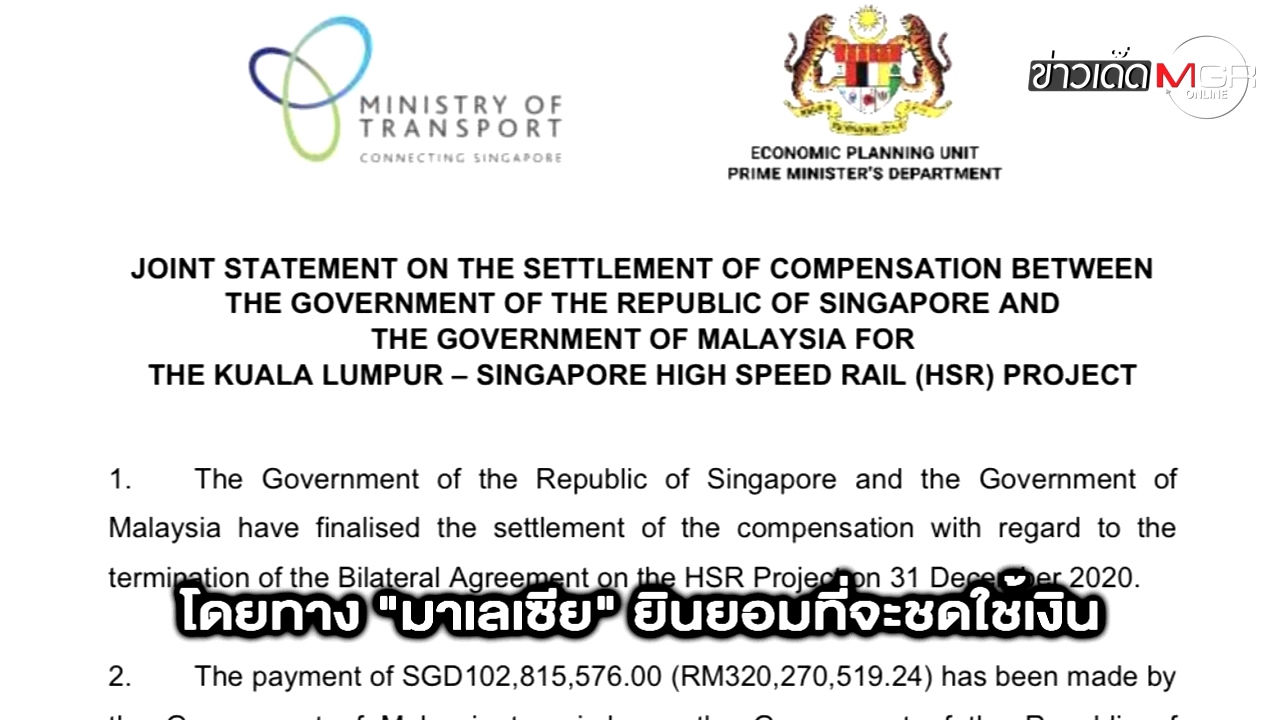 MINISTRY OF
TRANSPORT
CONNECTING SINGAPORE
ECONOMIC PLANNING UNIT
PRIME MINISTER'S DEPARTMENT
ข่าวเด็ด MGR
ONLINE
JOINT STATEMENT ON THE SETTLEMENT OF COMPENSATION BETWEEN
THE GOVERNMENT OF THE REPUBLIC OF SINGAPORE AND
THE GOVERNMENT OF MALAYSIA FOR
THE KUALA LUMPUR – SINGAPORE HIGH SPEED RAIL (HSR) PROJECT
1. The Government of the Republic of Singapore and the Government of
Malaysia have finalised the settlement of the compensation with regard to the
termination of the Bilateral Agreement on the HSR Project on 31 December 2020.
โดยทาง "มาเลเซีย" ยินยอมที่จะชดใช้เงิน
2. The payment of SGD102,815,576.00 (RM320,270,519.24) has been made by